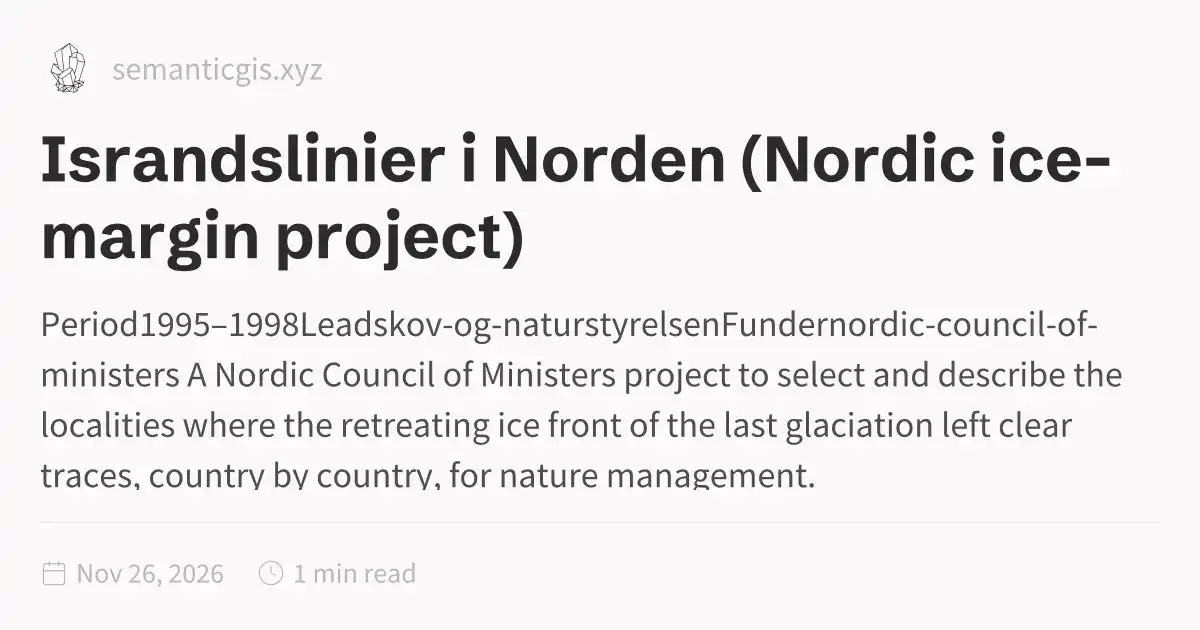 semanticgis.xyz
Israndslinier i Norden (Nordic ice-
margin project)
Period1995–1998Leadskov-og-naturstyrelsenFundernordic-council-of-
ministers A Nordic Council of Ministers project to select and describe the
localities where the retreating ice front of the last glaciation left clear
traces, country by country, for nature management.
Nov 26, 2026 1 min read